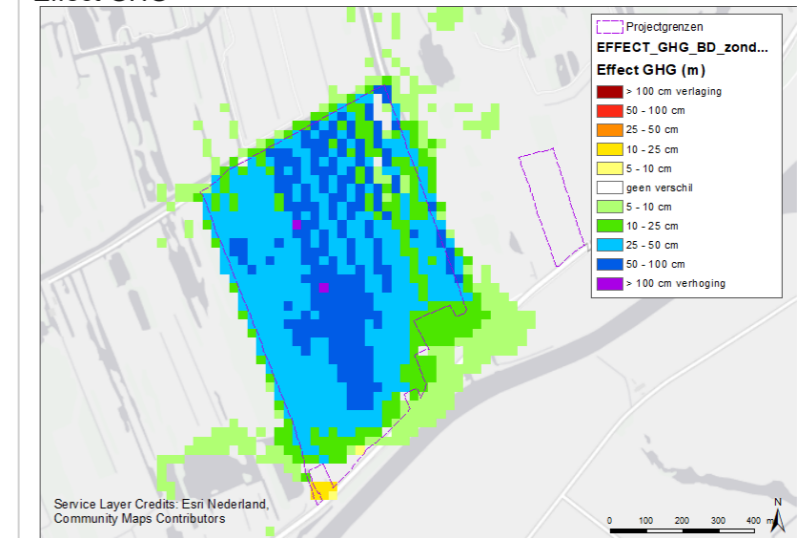 Effect GHG
Projectgrenzen
EFFECT_GHG_BD_zond...
Effect GHG (m)
> 100 cm verlaging
50 - 100 cm
25 - 50 cm
10 - 25 cm
5 - 10 cm
geen verschil
5 - 10 cm
10 - 25 cm
25 - 50 cm
50 - 100 cm
> 100 cm verhoging
Service Layer Credits: Esri Nederland,
Community Maps Contributors
N
0 100 200 300 400 m